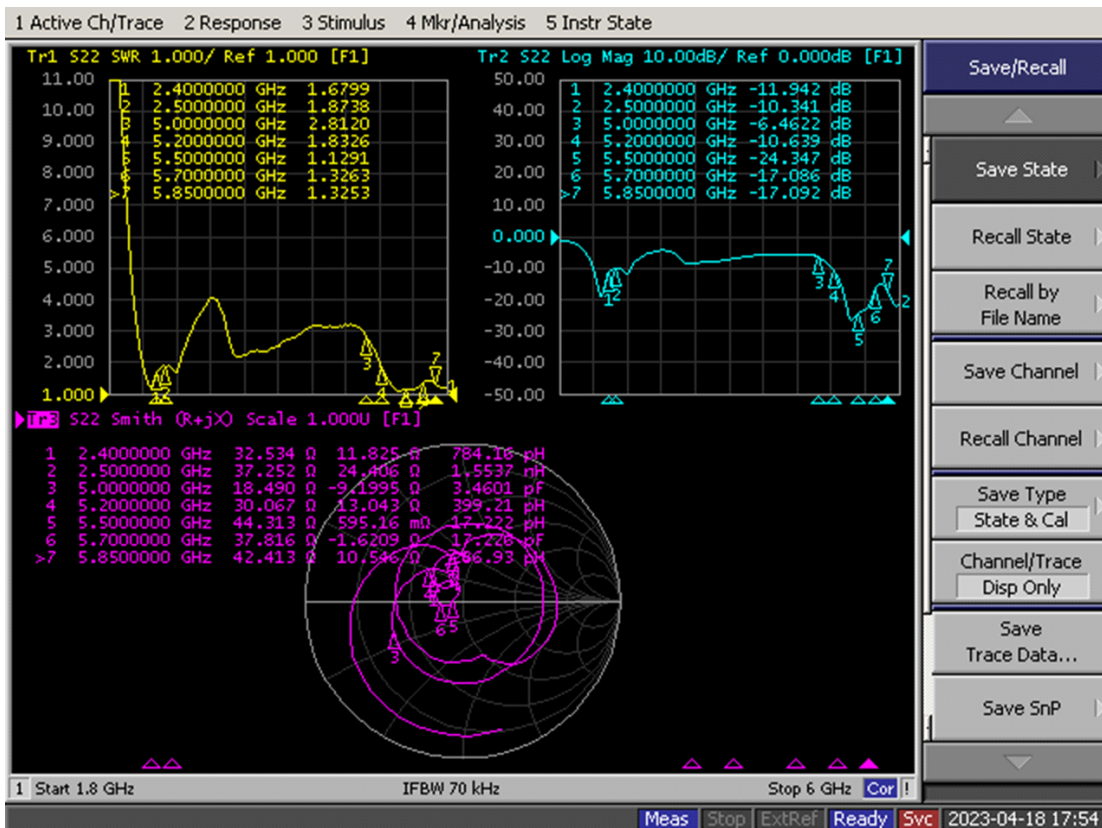 1 Active Ch/Trace 2 Response 3 Stimulus 4 Mkr/Analysis 5 Instr State
Tr1 S22 SWR 1.000/ Ref 1.000 [F1]
11.00
10.00
9.000
8.000
7.000
6.000
5.000
4.000
3.000
2.000
1.000
1 2.4000000 GHz 1.6799
2 2.5000000 GHz 1.8738
3 5.0000000 GHz 2.8120
4 5.2000000 GHz 1.8326
5 5.5000000 GHz 1.1291
6 5.7000000 GHz 1.3263
>7 5.8500000 GHz 1.3253
Tr2 S22 Log Mag 10.00dB/ Ref 0.000dB [F1]
50.00
40.00
30.00
20.00
10.00
0.000
-10.00
-20.00
-30.00
-40.00
-50.00
1 2.4000000 GHz -11.942 dB
2 2.5000000 GHz -10.341 dB
3 5.0000000 GHz -6.4622 dB
4 5.2000000 GHz -10.639 dB
5 5.5000000 GHz -24.347 dB
6 5.7000000 GHz -17.086 dB
>7 5.8500000 GHz -17.092 dB
Tr3 S22 Smith (R+jX) Scale 1.000U [F1]
1 2.4000000 GHz 32.534 Ω 11.825 Ω 784.16 pH
2 2.5000000 GHz 37.252 Ω 24.406 Ω 1.5537 nH
3 5.0000000 GHz 18.490 Ω -9.1995 Ω 3.4601 pF
4 5.2000000 GHz 30.067 Ω 13.043 Ω 399.21 pH
5 5.5000000 GHz 44.313 Ω 595.16 mΩ 17.222 pH
6 5.7000000 GHz 37.816 Ω -1.6209 Ω 17.226 pF
>7 5.8500000 GHz 42.413 Ω 10.546 Ω
1 Start 1.8 GHz IFBW 70 kHz Stop 6 GHz Cor !
Meas Stop ExtRef Ready Svc 2023-04-18 17:54
Save/Recall
Save State
Recall State
Recall by
File Name
Save Channel
Recall Channel
Save Type
State & Cal
Channel/Trace
Disp Only
Save
Trace Data...
Save SnP